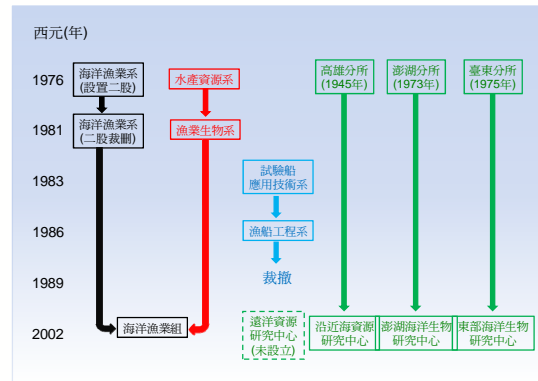 西元(年)
1976
海洋漁業系
(設置二股)
水產資源系
高雄分所
(1945年)
澎湖分所
(1973年)
臺東分所
(1975年)
1981
海洋漁業系
(二股裁刪)
漁業生物系
1983
試驗船
應用技術系
1986
漁船工程系
1989
裁撤
2002
海洋漁業組
遠洋資源
研究中心
(未設立)
沿近海資源
研究中心
澎湖海洋生物
研究中心
東部海洋生物
研究中心